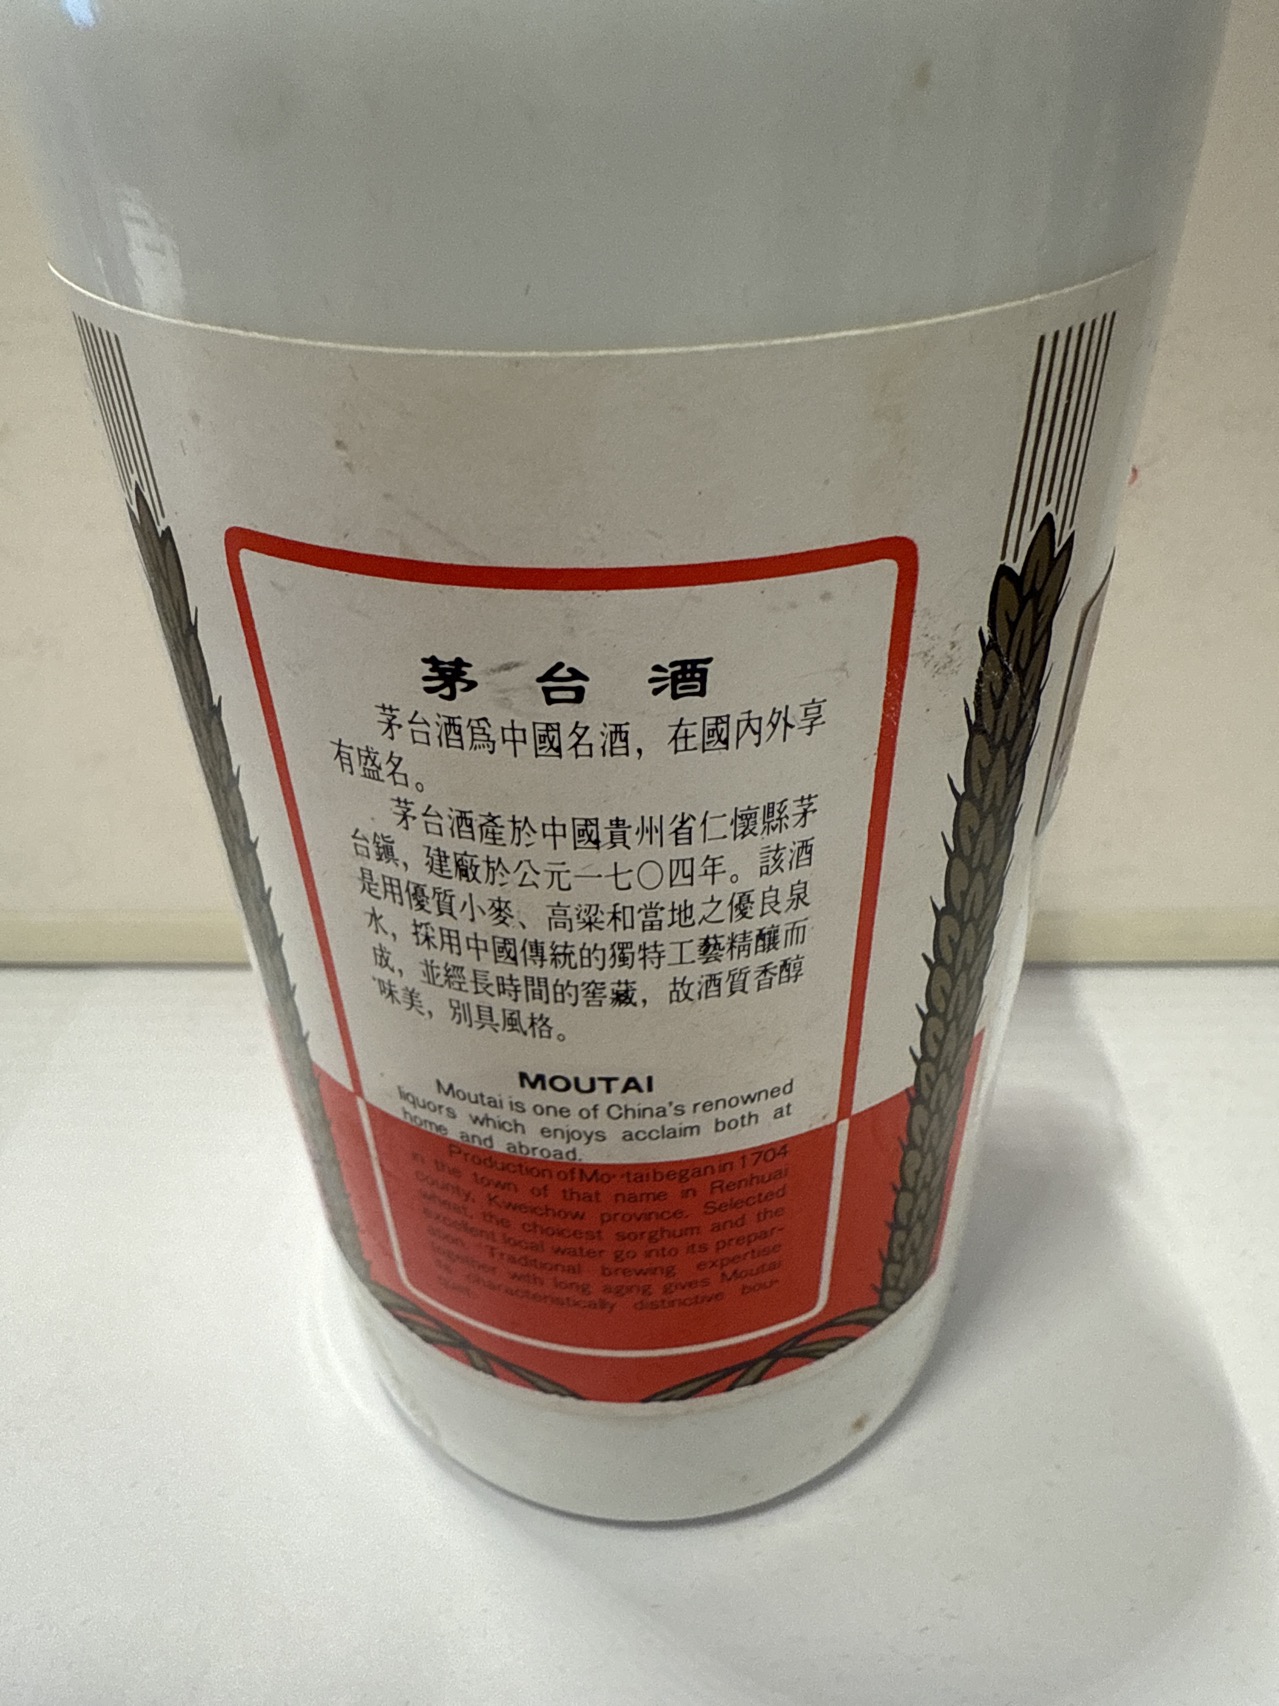 茅台酒
茅台酒爲中國名酒，在國內外享
有盛名。
茅台酒產於中國貴州省仁懷縣茅
台鎭，建廠於公元一七〇四年。該酒
是用優質小麥、高粱和當地之優良泉
水，採用中國傳統的獨特工藝精釀而
成，並經長時間的窖藏，故酒質香醇
味美，別具風格。
MOUTAI
Moutai is one of China's renowned
liquors which enjoys acclaim both at
home and abroad.
Production of Moutai began in 1704
in the town of that name in Renhuai
county, Kweichow province. Selected
wheat, the choicest sorghum and the
excellent local water go into its prepar-
ation. Traditional brewing expertise
together with long aging gives Moutai
its characteristically distinctive bou-
quet.